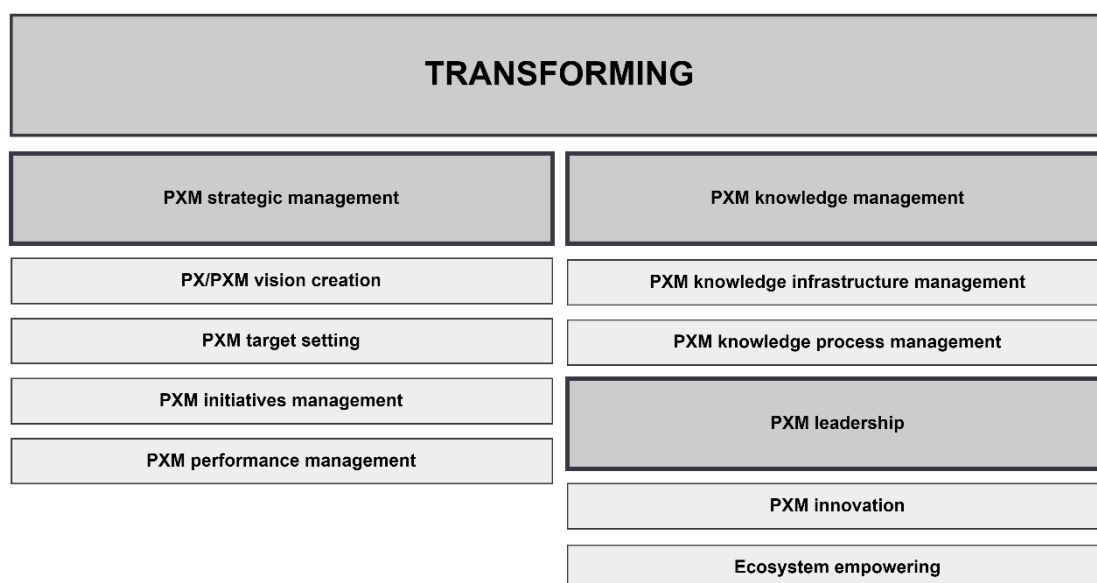 TRANSFORMING
PXM strategic management
PX/PXM vision creation
PXM target setting
PXM initiatives management
PXM performance management
PXM knowledge management
PXM knowledge infrastructure management
PXM knowledge process management
PXM leadership
PXM innovation
Ecosystem empowering